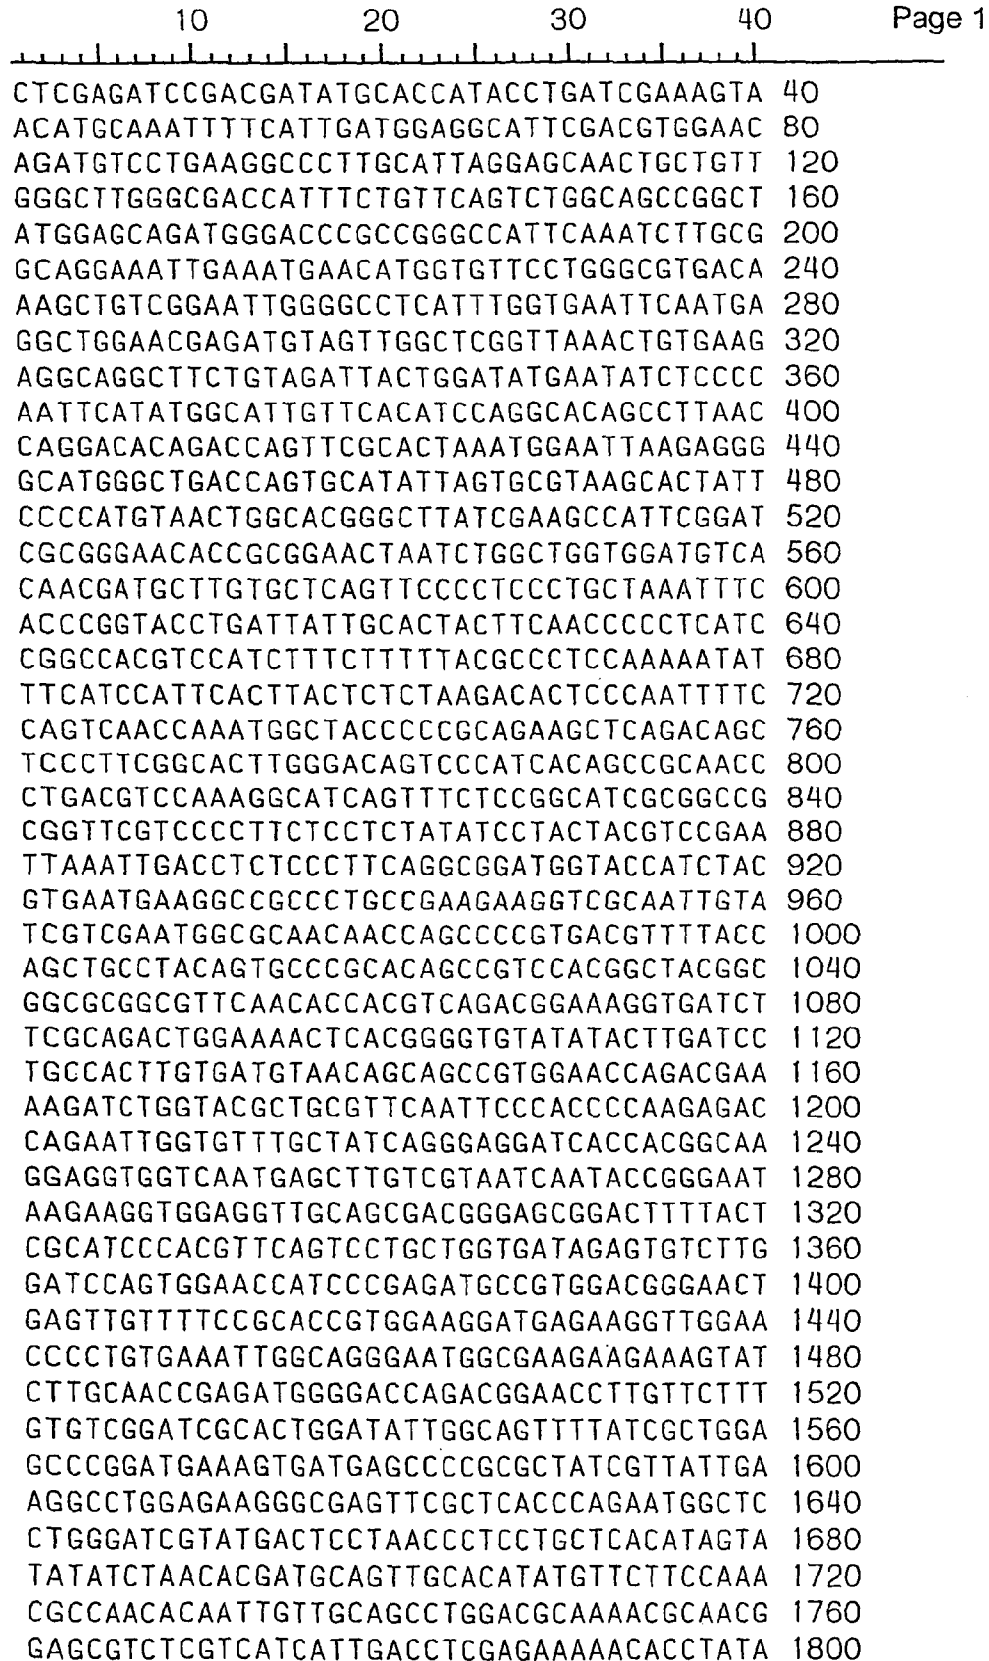 10 20 30 40 Page 1
CTCGAGATCCGACGATATGCACCATACCTGATCGAAAGTA 40
ACATGCAAATTTTCATTGATGGAGGCATTCGACGTGGAAC 80
AGATGTCCTGAAGGCCCTTGCATTAGGAGCAACTGCTGTT 120
GGGCTTGGGCGACCATTTCTGTTCAGTCTGGCAGCCGGCT 160
ATGGAGCAGATGGGACCCGCCGGGCCATTCAAATCTTGCG 200
GCAGGAAATTGAAATGAACATGGTGTTCCTGGGCGTGACA 240
AAGCTGTCGGAATTGGGGCCTCATTTGGTGAATTCAATGA 280
GGCTGGAACGAGATGTAGTTGGCTCGGTTAAACTGTGAAG 320
AGGCAGGCTTCTGTAGATTACTGGATATGAATATCTCCCC 360
AATTCATATGGCATTGTTCACATCCAGGCACAGCCTTAAC 400
CAGGACACAGACCAGTTCGCACTAAATGGAATTAAGAGGG 440
GCATGGGCTGACCAGTGCATATTAGTGCGTAAGCACTATT 480
CCCCATGTAACTGGCACGGGCTTATCGAAGCCATTCGGAT 520
CGCGGGAACACCGCGGAACTAATCTGGCTGGTGGATGTCA 560
CAACGATGCTTGTGCTCAGTTCCCCTCCCTGCTAAATTTC 600
ACCCGGTACCTGATTATTGCACTACTTCAACCCCCTCATC 640
CGGCCACGTCCATCTTTCTTTTTACGCCCTCCAAAAATAT 680
TTCATCCATTCACTTACTCTCTAAGACACTCCCAATTTTC 720
CAGTCAACCAAATGGCTACCCCCGCAGAAGCTCAGACAGC 760
TCCCTTCGGCACTTGGGACAGTCCCATCACAGCCGCAACC 800
CTGACGTCCAAAGGCATCAGTTTCTCCGGCATCGCGGCCG 840
CGGTTCGTCCCCTTCTCCTCTATATCCTACTACGTCCGAA 880
TTAAATTGACCTCTCCCTTCAGGCGGATGGTACCATCTAC 920
GTGAATGAAGGCCGCCCTGCCGAAGAAGGTCGCAATTGTA 960
TCGTCGAATGGCGCAACAACCAGCCCCGTGACGTTTTACC 1000
AGCTGCCTACAGTGCCCGCACAGCCGTCCACGGCTACGGC 1040
GGCGCGGCGTTCAACACCACGTCAGACGGAAAGGTGATCT 1080
TCGCAGACTGGAAAACTCACGGGGTGTATATACTTGATCC 1120
TGCCACTTGTGATGTAACAGCAGCCGTGGAACCAGACGAA 1160
AAGATCTGGTACGCTGCGTTCAATTCCCACCCCAAGAGAC 1200
CAGAATTGGTGTTTGCTATCAGGGAGGATCACCACGGCAA 1240
GGAGGTGGTCAATGAGCTTGTCGTAATCAATACCGGGAAT 1280
AAGAAGGTGGAGGTTGCAGCGACGGGAGCGGACTTTTACT 1320
CGCATCCCACGTTCAGTCCTGCTGGTGATAGAGTGTCTTG 1360
GATCCAGTGGAACCATCCCGAGATGCCGTGGACGGGAACT 1400
GAGTTGTTTTCCGCACCGTGGAAGGATGAGAAGGTTGGAA 1440
CCCCTGTGAAATTGGCAGGGAATGGCGAAGAAGAAAGTAT 1480
CTTGCAACCGAGATGGGGACCAGACGGAACCTTGTTCTTT 1520
GTGTCGGATCGCACTGGATATTGGCAGTTTTATCGCTGGA 1560
GCCCGGATGAAAGTGATGAGCCCCGCGCTATCGTTATTGA 1600
AGGCCTGGAGAAGGGCGAGTTCGCTCACCCAGAATGGCTC 1640
CTGGGATCGTATGACTCCTAACCCTCCTGCTCACATAGTA 1680
TATATCTAACACGATGCAGTTGCACATATGTTCTTCCAAA 1720
CGCCAACACAATTGTTGCAGCCTGGACGCAAAACGCAACG 1760
GAGCGTCTCGTCATCATTGACCTCGAGAAAAACACCTATA 1800